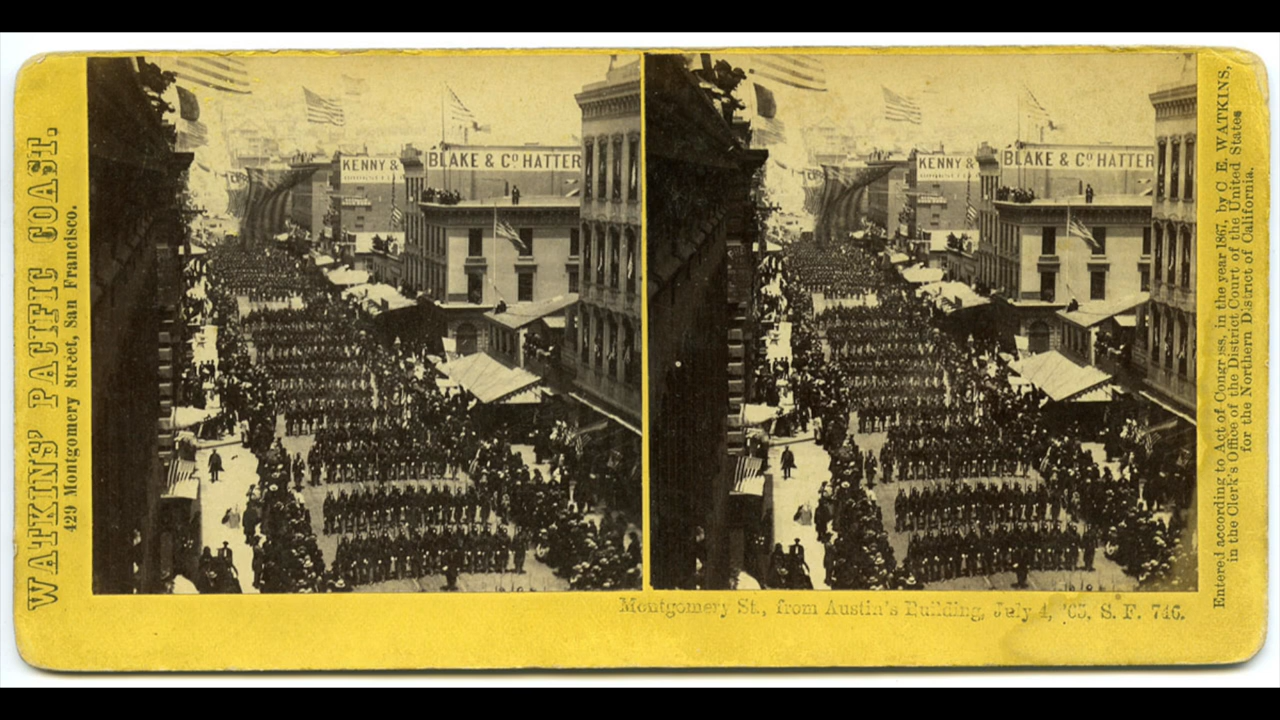 WATKINS' PACIFIC COAST.
429 Montgomery Street, San Francisco.
KENNY &
BLAKE & Co HATTER
KENNY &
BLAKE & Co HATTER
Montgomery St., from Austin's Building, July 4, '65, S. F. 746.
Entered according to Act of Congress, in the year 1867, by C. E. WATKINS,
in the Clerk's Office of the District Court of the United States
for the Northern District of California.